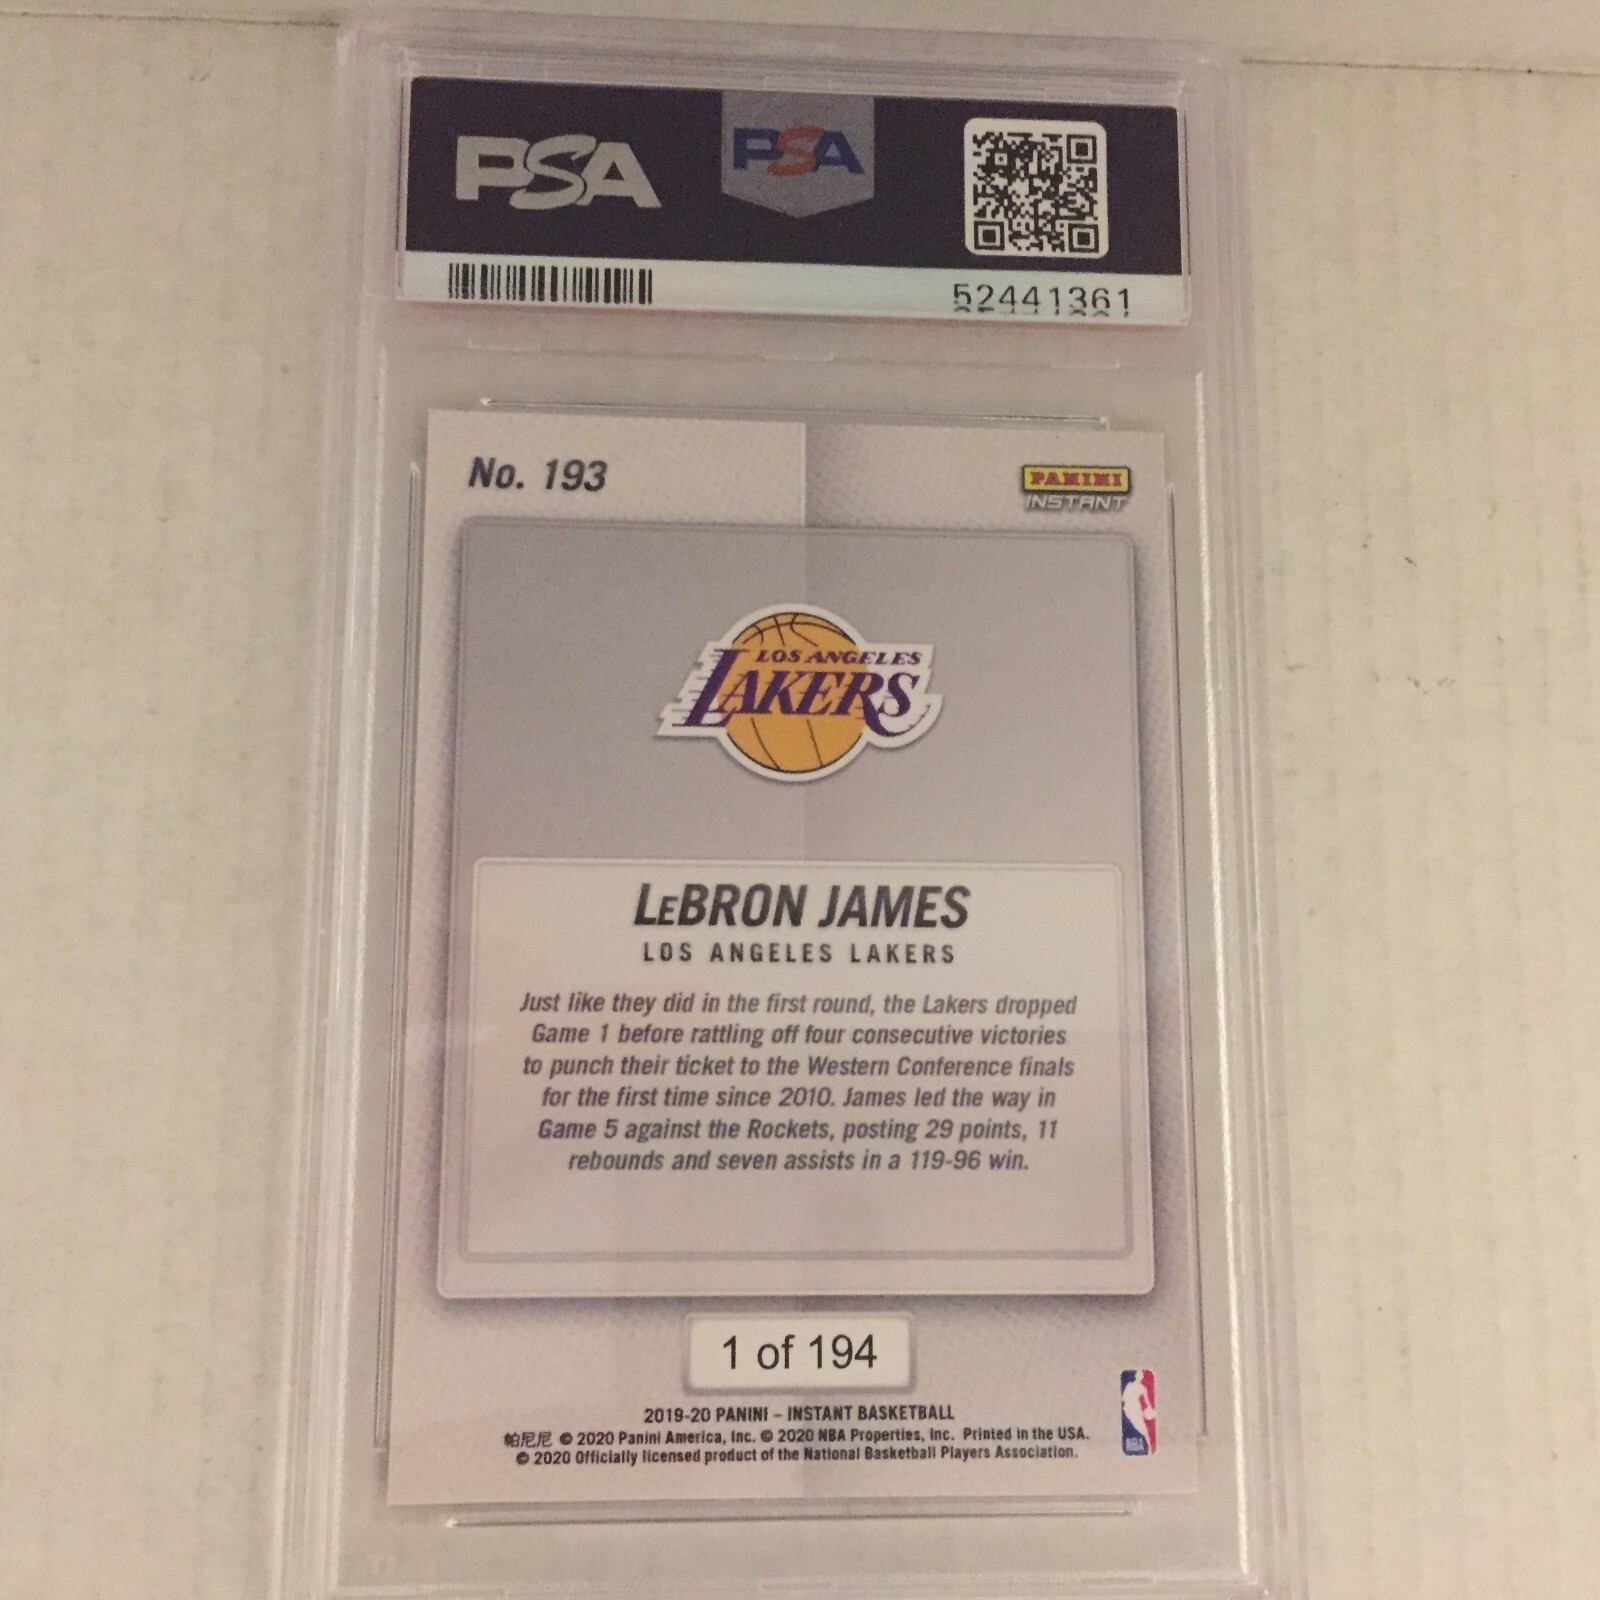 PSA
PSA
52441361
No. 193
PANINI
INSTANT
LOS ANGELES
LAKERS
LeBRON JAMES
LOS ANGELES LAKERS
Just like they did in the first round, the Lakers dropped
Game 1 before rattling off four consecutive victories
to punch their ticket to the Western Conference finals
for the first time since 2010. James led the way in
Game 5 against the Rockets, posting 29 points, 11
rebounds and seven assists in a 119-96 win.
1 of 194
2019-20 PANINI – INSTANT BASKETBALL
帕尼尼 © 2020 Panini America, Inc. © 2020 NBA Properties, Inc. Printed in the USA.
© 2020 Officially licensed product of the National Basketball Players Association.
NBA